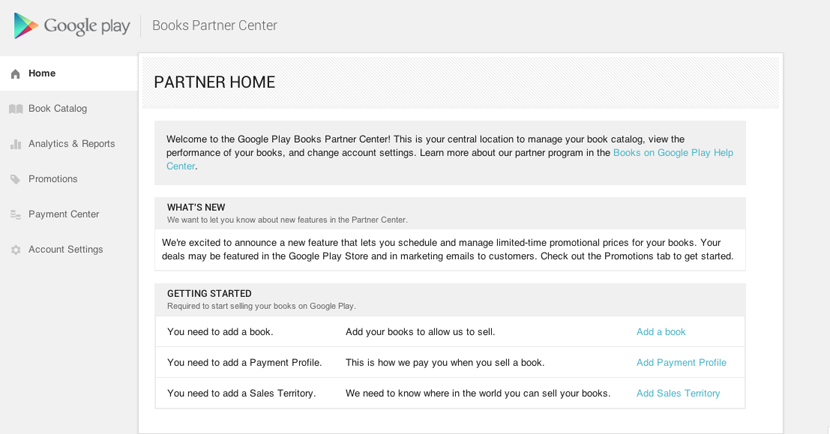 Google play Books Partner Center
Home
Book Catalog
Analytics & Reports
Promotions
Payment Center
Account Settings
PARTNER HOME
Welcome to the Google Play Books Partner Center! This is your central location to manage your book catalog, view the
performance of your books, and change account settings. Learn more about our partner program in the Books on Google Play Help
Center.
WHAT'S NEW
We want to let you know about new features in the Partner Center.
We're excited to announce a new feature that lets you schedule and manage limited-time promotional prices for your books. Your
deals may be featured in the Google Play Store and in marketing emails to customers. Check out the Promotions tab to get started.
GETTING STARTED
Required to start selling your books on Google Play.
You need to add a book. Add your books to allow us to sell. Add a book
You need to add a Payment Profile. This is how we pay you when you sell a book. Add Payment Profile
You need to add a Sales Territory. We need to know where in the world you can sell your books. Add Sales Territory